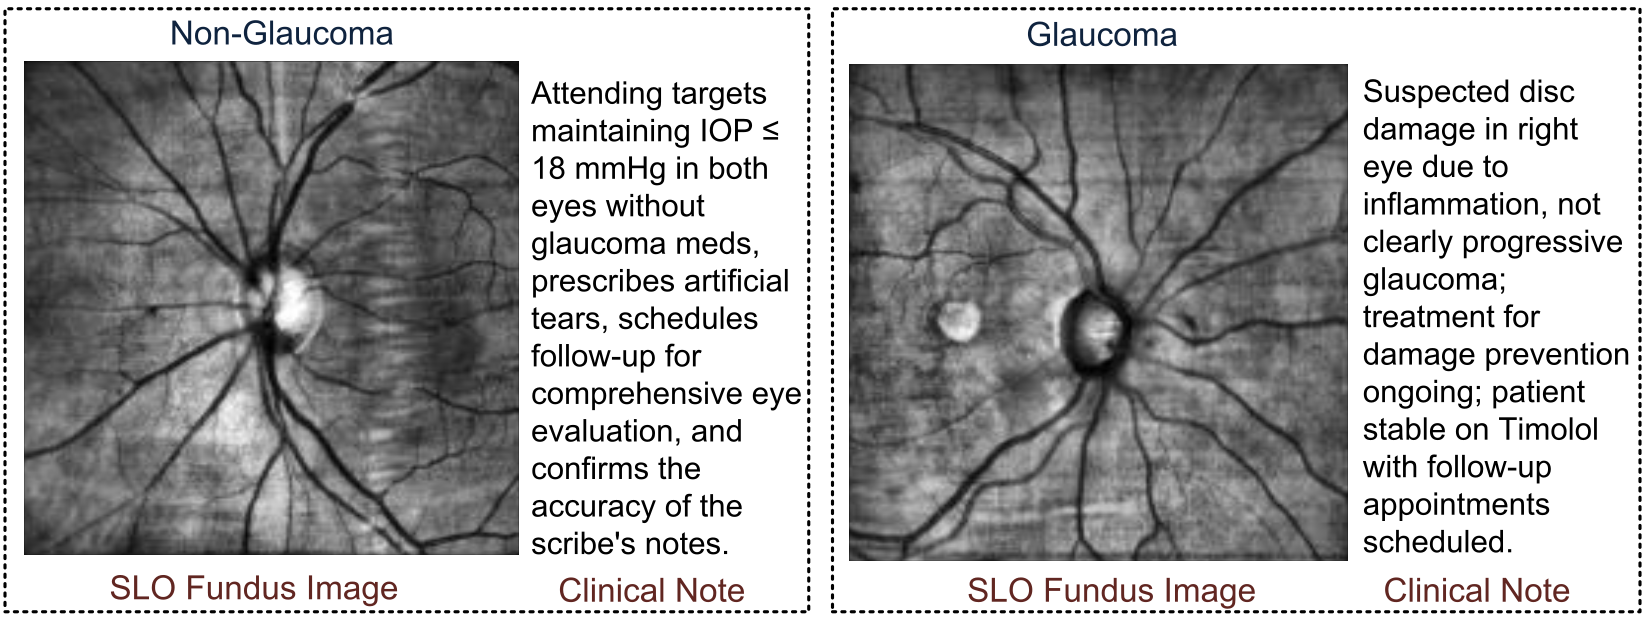 Non-Glaucoma
Attending targets
maintaining IOP ≤
18 mmHg in both
eyes without
glaucoma meds,
prescribes artificial
tears, schedules
follow-up for
comprehensive eye
evaluation, and
confirms the
accuracy of the
scribe's notes.
SLO Fundus Image
Clinical Note
Glaucoma
Suspected disc
damage in right
eye due to
inflammation, not
clearly progressive
glaucoma;
treatment for
damage prevention
ongoing; patient
stable on Timolol
with follow-up
appointments
scheduled.
SLO Fundus Image
Clinical Note